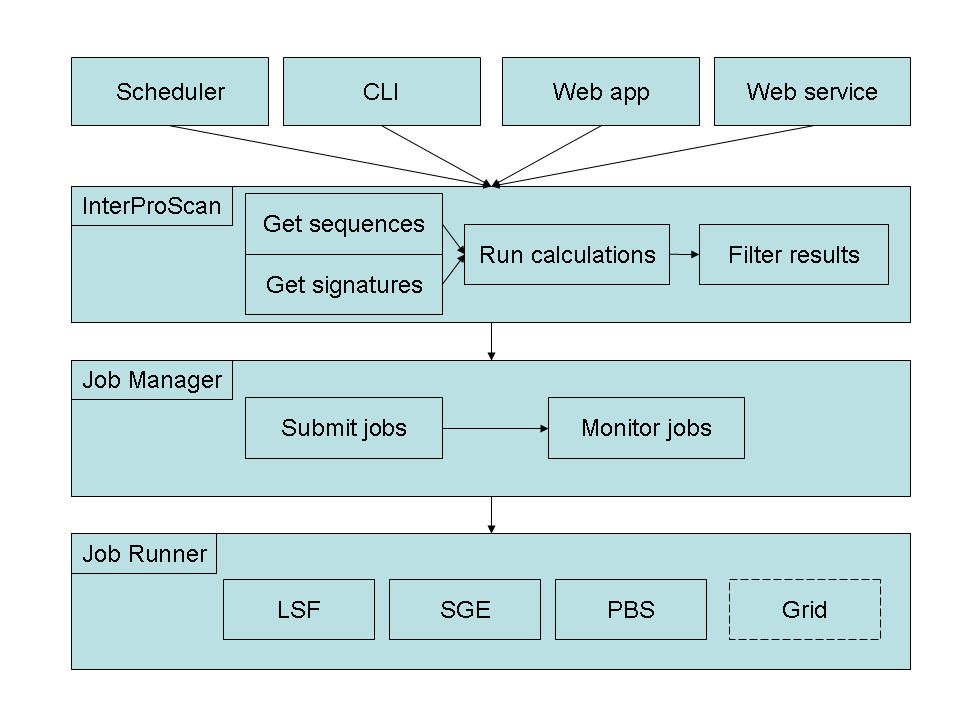 Scheduler
CLI
Web app
Web service
InterProScan
Get sequences
Get signatures
Run calculations
Filter results
Job Manager
Submit jobs
Monitor jobs
Job Runner
LSF
SGE
PBS
Grid